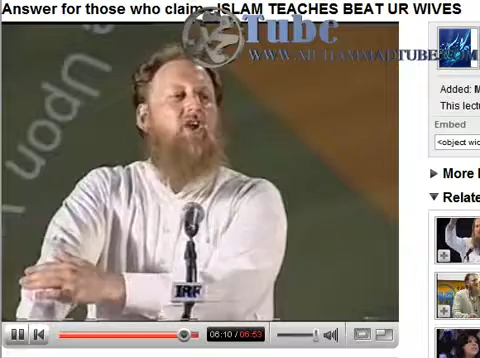 Answer for those who claim - ISLAM TEACHES BEAT UR WIVES
Tube
WWW.MUHAMMADTUBE.COM
upon
IRF
06:10 / 06:53
Added: M
This lectu
Embed
<object wid
More
Relate